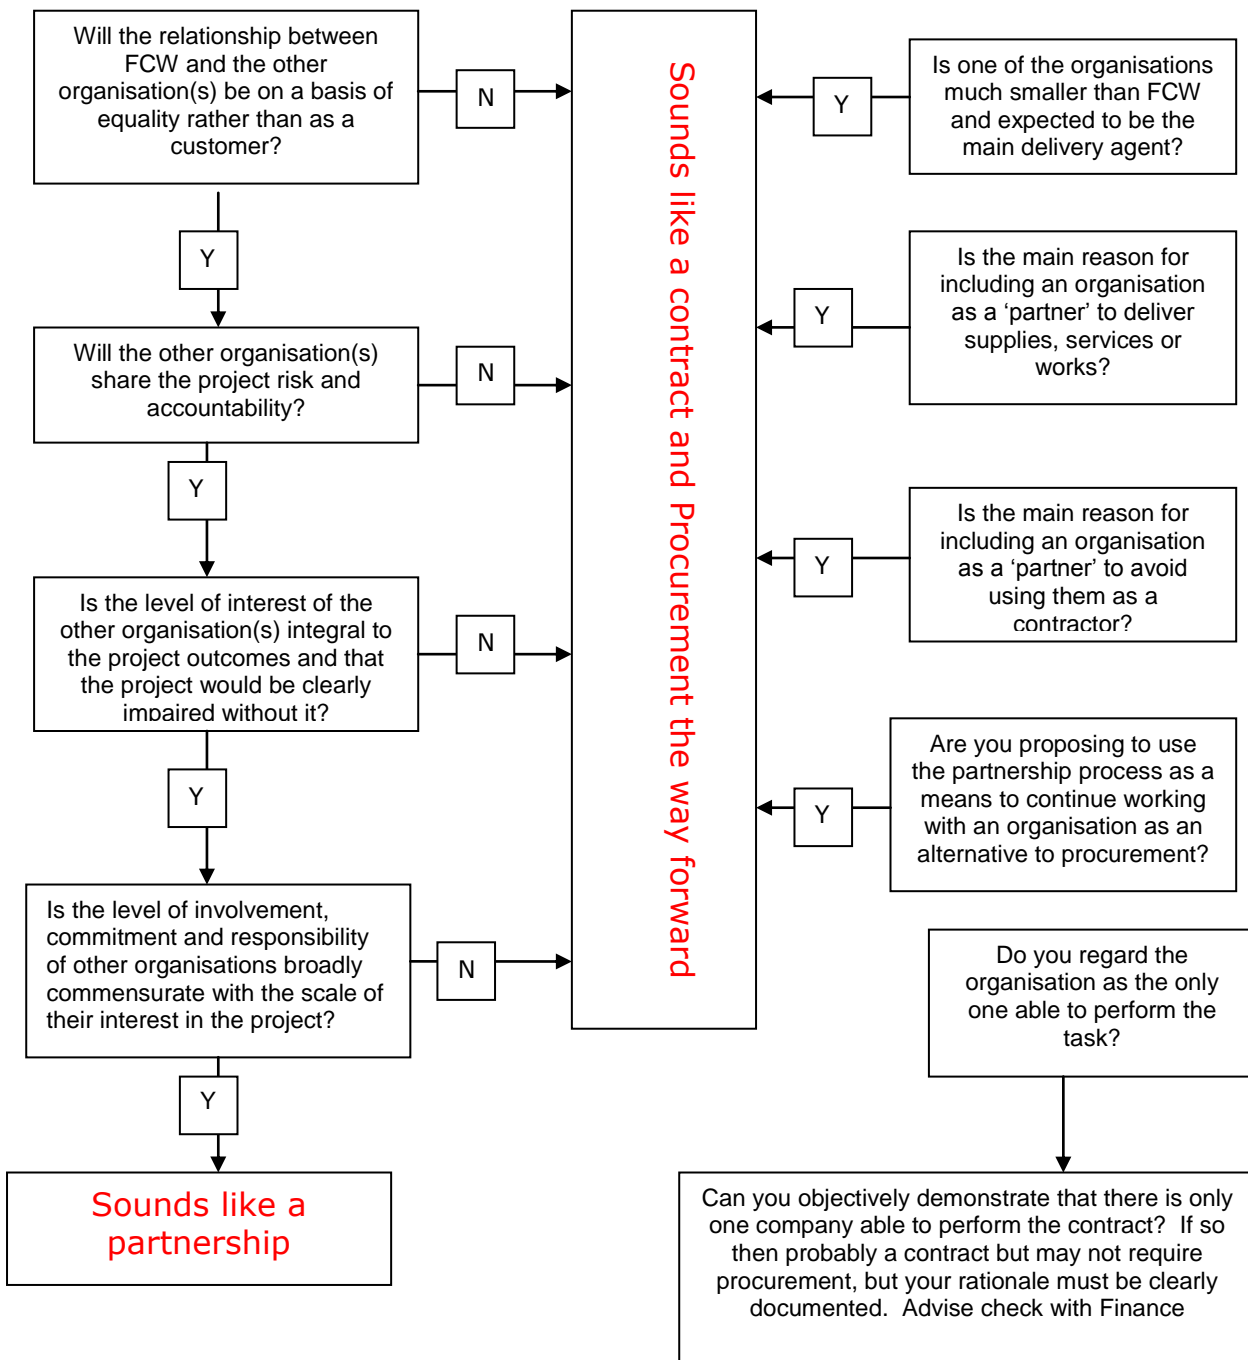 Will the relationship between
FCW and the other
organisation(s) be on a basis
of equality rather than as a
customer?
N
Y
Will the other organisation(s)
share the project risk and
accountability?
N
Y
Is the level of interest of the
other organisation(s) integral to
the project outcomes and that
the project would be clearly
impaired without it?
N
Y
Is the level of involvement,
commitment and responsibility
of other organisations broadly
commensurate with the scale of
their interest in the project?
N
Y
Sounds like a
partnership
Sounds like a contract and Procurement the way forward
Is one of the organisations
much smaller than FCW
and expected to be the
main delivery agent?
Y
Is the main reason for
including an organisation
as a ‘partner’ to deliver
supplies, services or
works?
Y
Is the main reason for
including an organisation
as a ‘partner’ to avoid
using them as a
contractor?
Y
Are you proposing to use
the partnership process as a
means to continue working
with an organisation as an
alternative to procurement?
Y
Do you regard the
organisation as the only
one able to perform the
task?
Can you objectively demonstrate that there is only
one company able to perform the contract?  If so
then probably a contract but may not require
procurement, but your rationale must be clearly
documented.  Advise check with Finance